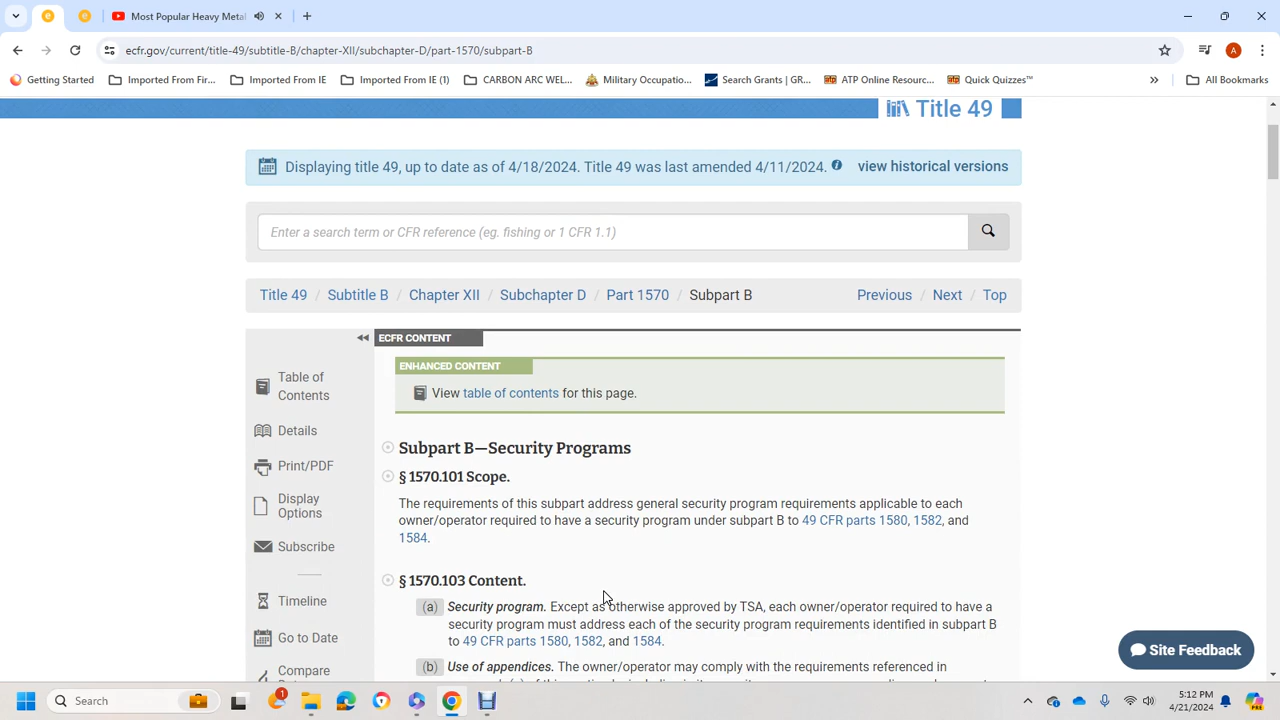 Most Popular Heavy Metal
ecfr.gov/current/title-49/subtitle-B/chapter-XII/subchapter-D/part-1570/subpart-B
A
Getting Started
Imported From Fir...
Imported From IE
Imported From IE (1)
CARBON ARC WEL...
Military Occupatio...
Search Grants | GR...
ATP Online Resourc...
Quick Quizzes™
All Bookmarks
Title 49
Displaying title 49, up to date as of 4/18/2024. Title 49 was last amended 4/11/2024.
view historical versions
Enter a search term or CFR reference (eg. fishing or 1 CFR 1.1)
Title 49 / Subtitle B / Chapter XII / Subchapter D / Part 1570 / Subpart B
Previous / Next / Top
ECFR CONTENT
ENHANCED CONTENT
View table of contents for this page.
Table of
Contents
Details
Print/PDF
Display
Options
Subscribe
Timeline
Go to Date
Compare
Subpart B—Security Programs
§ 1570.101 Scope.
The requirements of this subpart address general security program requirements applicable to each
owner/operator required to have a security program under subpart B to 49 CFR parts 1580, 1582, and
1584.
§ 1570.103 Content.
(a) Security program. Except as otherwise approved by TSA, each owner/operator required to have a
security program must address each of the security program requirements identified in subpart B
to 49 CFR parts 1580, 1582, and 1584.
(b) Use of appendices. The owner/operator may comply with the requirements referenced in
Site Feedback
Search
1
5:12 PM
4/21/2024